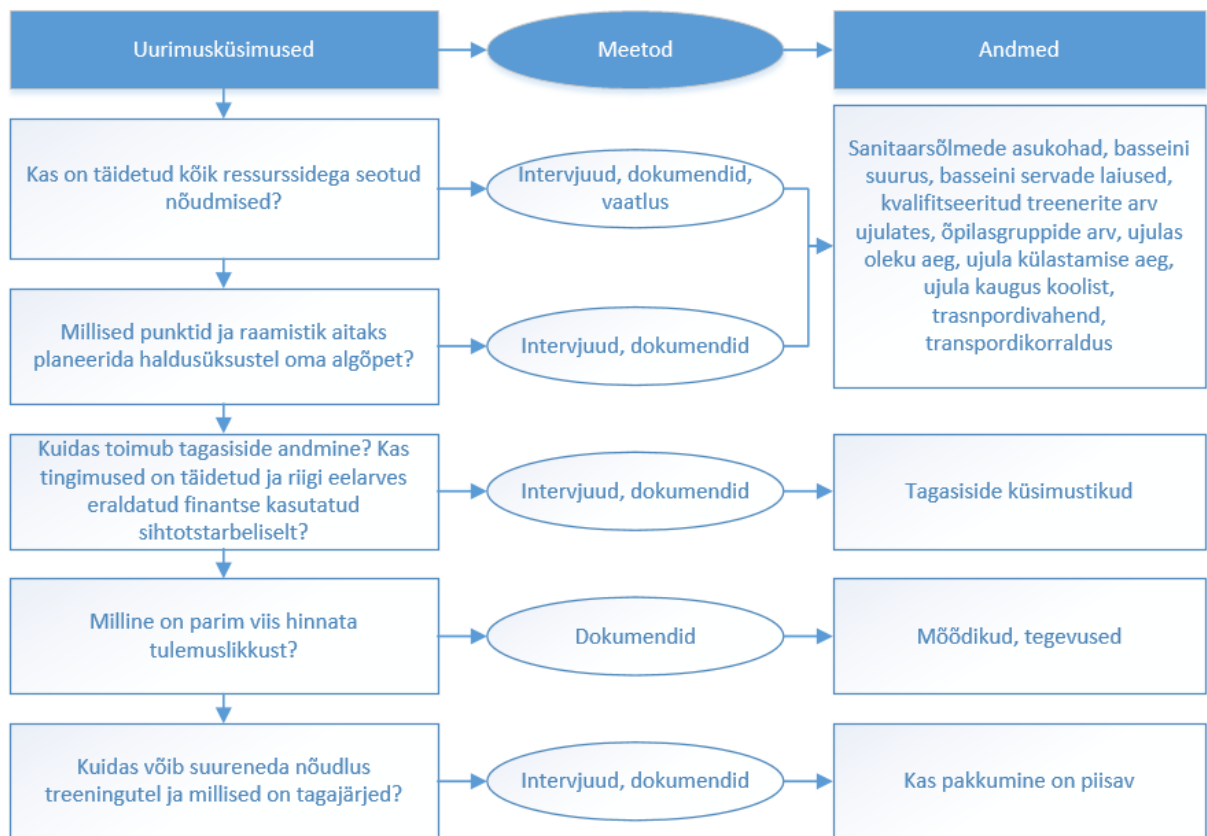 Uurimusküsimused
Meetod
Andmed
Kas on täidetud kõik ressurssidega seotud
nõudmised?
Intervjuud, dokumendid,
vaatlus
Sanitaarsõlmede asukohad, basseini
suurus, basseini servade laiused,
kvalifitseeritud treenerite arv
ujulates, õpilasgruppide arv, ujulas
oleku aeg, ujula külastamise aeg,
ujula kaugus koolist,
trasnpordivahend,
transpordikorraldus
Millised punktid ja raamistik aitaks
planeerida haldusüksustel oma algõpet?
Intervjuud, dokumendid
Kuidas toimub tagasiside andmine? Kas
tingimused on täidetud ja riigi eelarves
eraldatud finantse kasutatud
sihtotstarbeliselt?
Intervjuud, dokumendid
Tagasiside küsimustikud
Milline on parim viis hinnata
tulemuslikkust?
Dokumendid
Mõõdikud, tegevused
Kuidas võib suureneda nõudlus
treeningutel ja millised on tagajärjed?
Intervjuud, dokumendid
Kas pakkumine on piisav